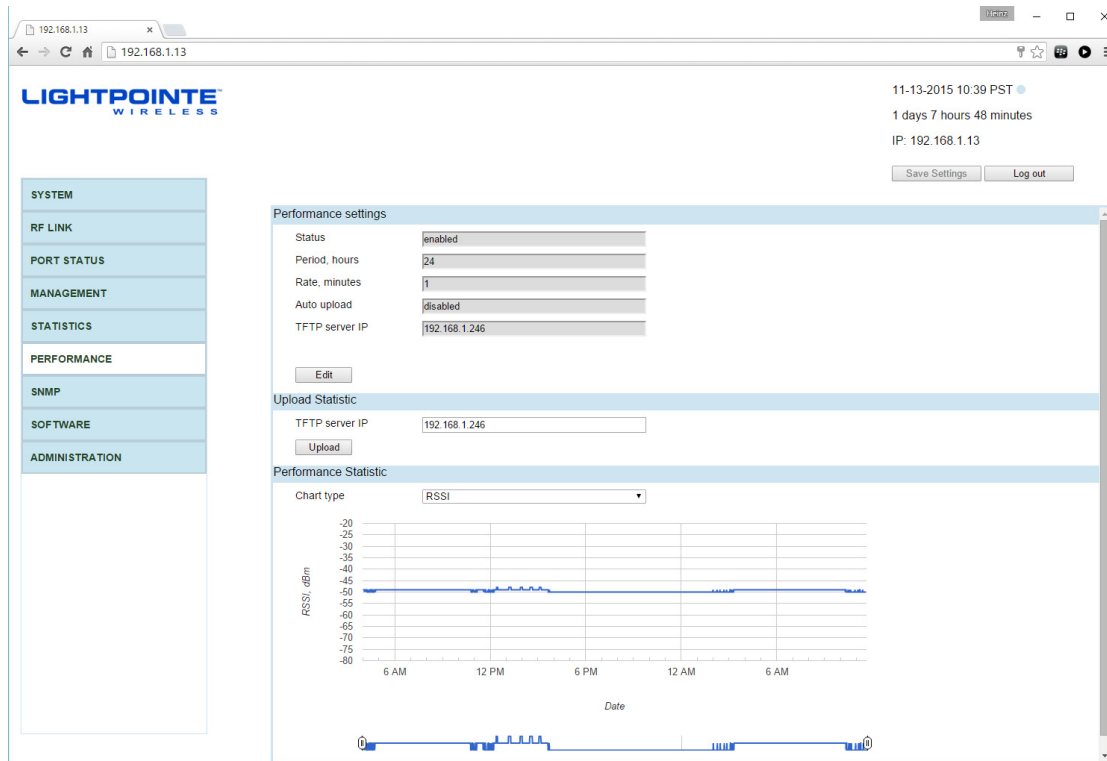 Heinz
192.168.1.13
192.168.1.13
LIGHTPOINTE™
WIRELESS
11-13-2015 10:39 PST
1 days 7 hours 48 minutes
IP: 192.168.1.13
Save Settings
Log out
SYSTEM
RF LINK
PORT STATUS
MANAGEMENT
STATISTICS
PERFORMANCE
SNMP
SOFTWARE
ADMINISTRATION
Performance settings
Status enabled
Period, hours 24
Rate, minutes 1
Auto upload disabled
TFTP server IP 192.168.1.246
Edit
Upload Statistic
TFTP server IP 192.168.1.246
Upload
Performance Statistic
Chart type RSSI
RSSI, dBm
-20
-25
-30
-35
-40
-45
-50
-55
-60
-65
-70
-75
-80
6 AM 12 PM 6 PM 12 AM 6 AM
Date